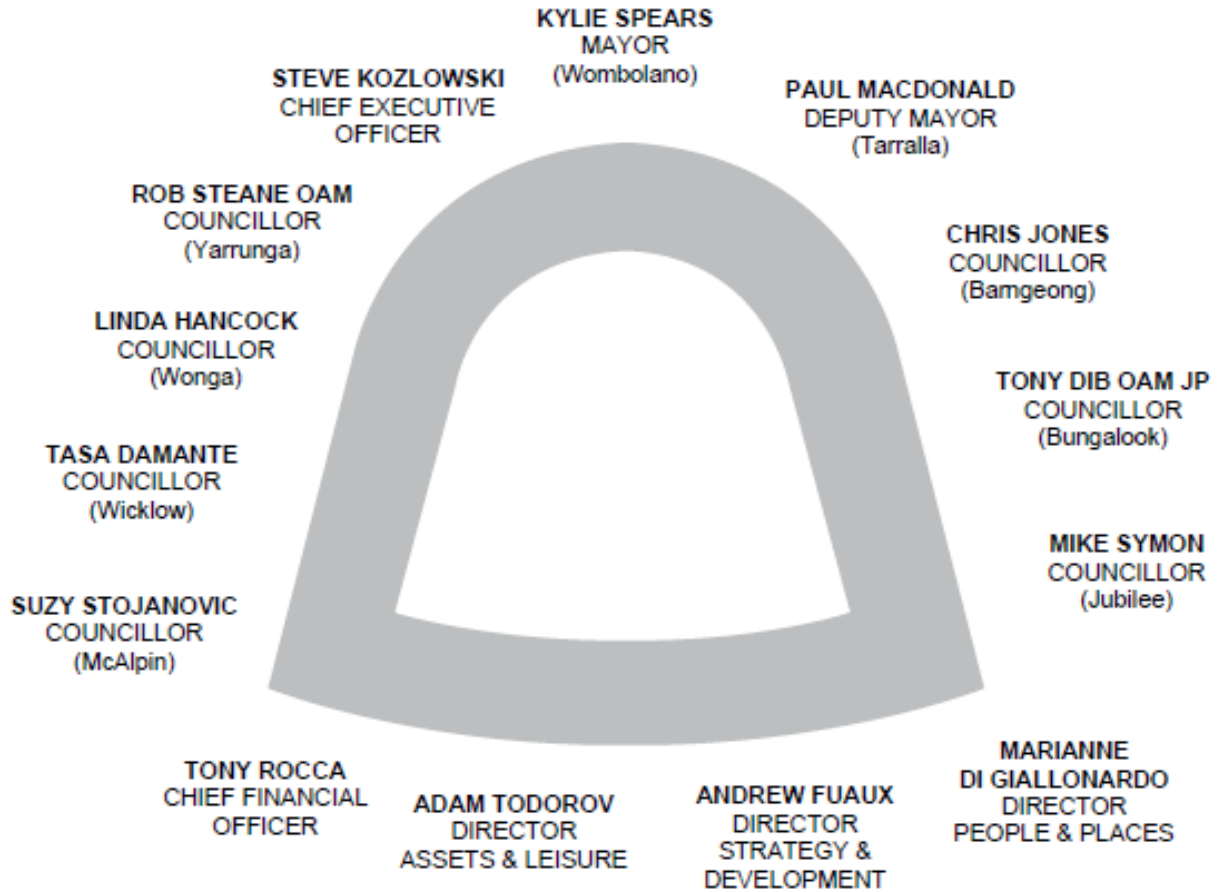 KYLIE SPEARS
MAYOR
(Wombolano)
STEVE KOZLOWSKI
CHIEF EXECUTIVE
OFFICER
PAUL MACDONALD
DEPUTY MAYOR
(Tarralla)
ROB STEANE OAM
COUNCILLOR
(Yarrunga)
CHRIS JONES
COUNCILLOR
(Barngeong)
LINDA HANCOCK
COUNCILLOR
(Wonga)
TONY DIB OAM JP
COUNCILLOR
(Bungalook)
TASA DAMANTE
COUNCILLOR
(Wicklow)
MIKE SYMON
COUNCILLOR
(Jubilee)
SUZY STOJANOVIC
COUNCILLOR
(McAlpin)
TONY ROCCA
CHIEF FINANCIAL
OFFICER
ADAM TODOROV
DIRECTOR
ASSETS & LEISURE
ANDREW FUAUX
DIRECTOR
STRATEGY &
DEVELOPMENT
MARIANNE
DI GIALLONARDO
DIRECTOR
PEOPLE & PLACES